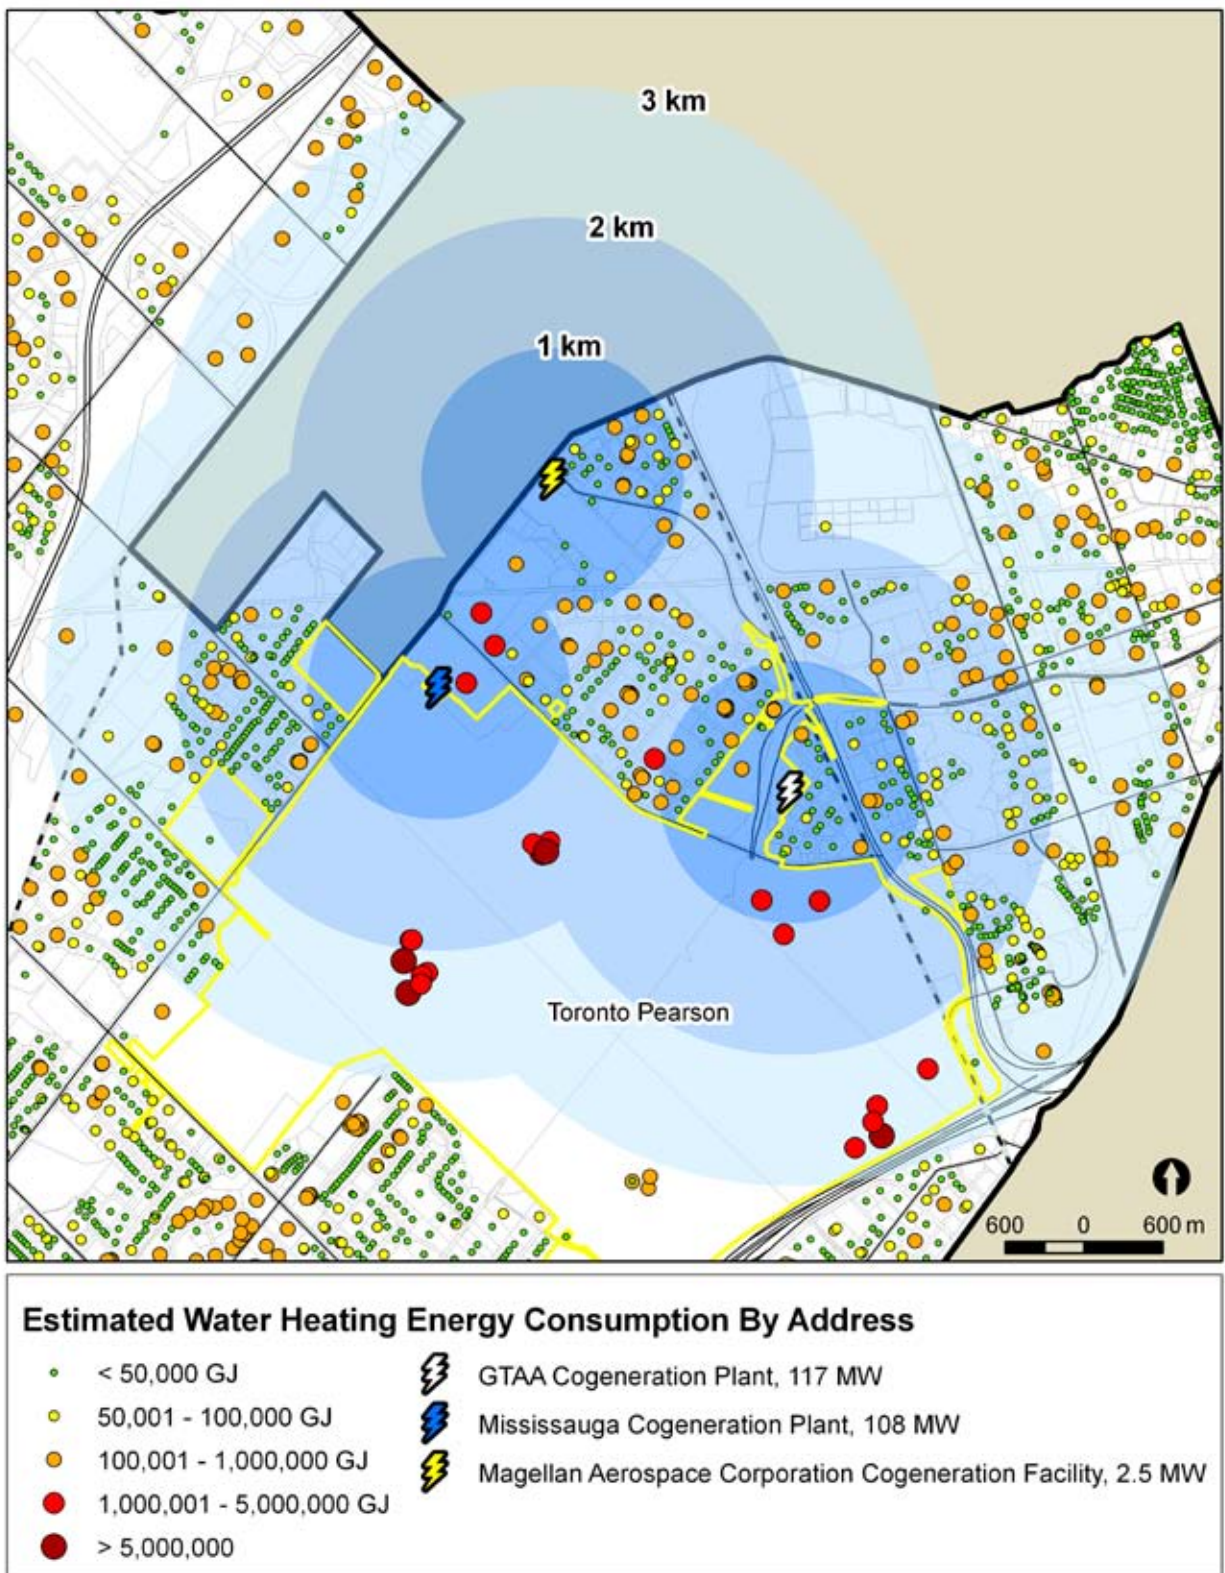 3 km
2 km
1 km
Toronto Pearson
600 0 600 m
Estimated Water Heating Energy Consumption By Address
< 50,000 GJ
50,001 - 100,000 GJ
100,001 - 1,000,000 GJ
1,000,001 - 5,000,000 GJ
> 5,000,000
GTAA Cogeneration Plant, 117 MW
Mississauga Cogeneration Plant, 108 MW
Magellan Aerospace Corporation Cogeneration Facility, 2.5 MW